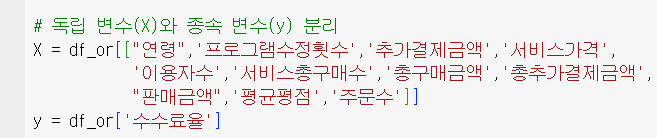 # 독립 변수(X)와 종속 변수(y) 분리
X = df_or[["연령",'프로그램수정횟수','추가결제금액','서비스가격',
'이용자수','서비스총구매수','총구매금액','총추가결제금액',
"판매금액",'평균평점','주문수']]
y = df_or['수수료율']